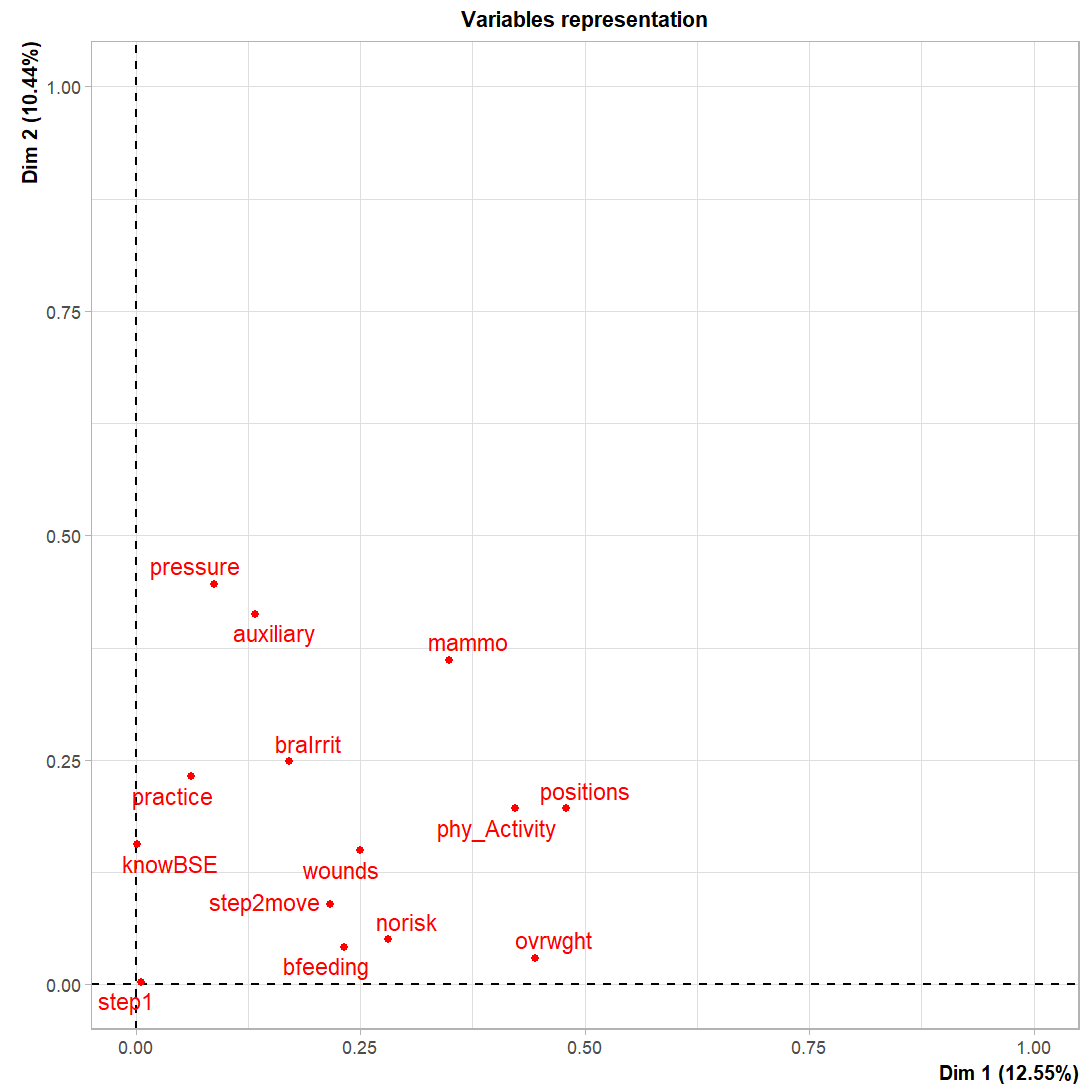 Variables representation
Dim 2 (10.44%)
1.00
0.75
0.50
pressure
auxiliary
mammo
braIrrit
0.25
practice
positions
phy_Activity
knowBSE
wounds
step2move
norisk
ovrwght
bfeeding
0.00
step1
0.00 0.25 0.50 0.75 1.00
Dim 1 (12.55%)